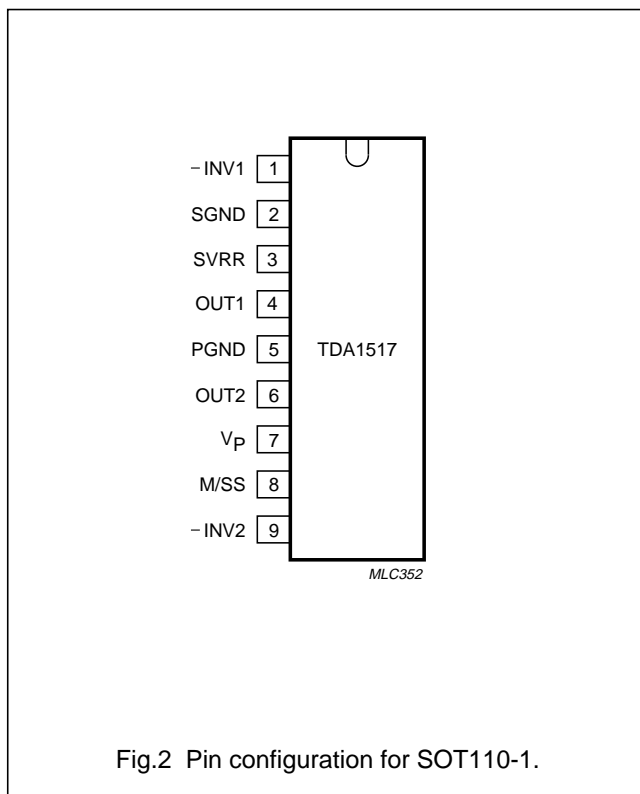 −INV1 1
SGND 2
SVRR 3
OUT1 4
PGND 5 TDA1517
OUT2 6
VP 7
M/SS 8
−INV2 9
MLC352
Fig.2 Pin configuration for SOT110-1.